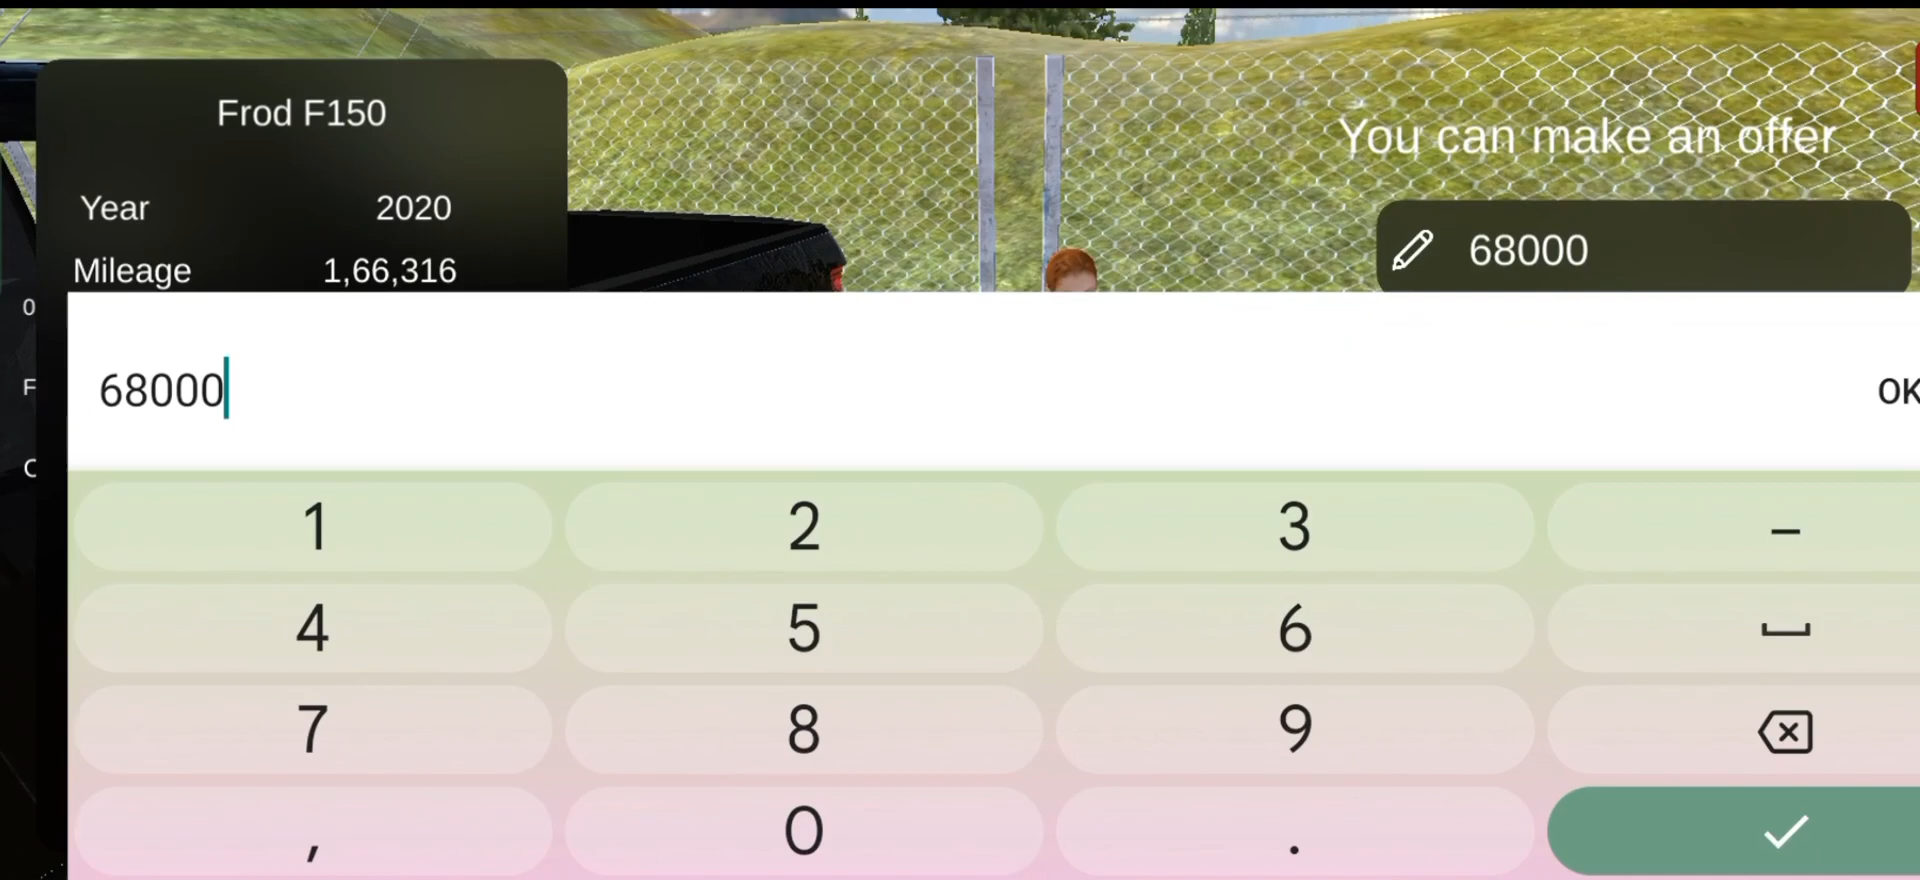 Frod F150
You can make an offer
Year 2020
68000
Mileage 1,66,316
0
F
C
68000
OK
1 2 3 –
4 5 6
7 8 9
, 0 .